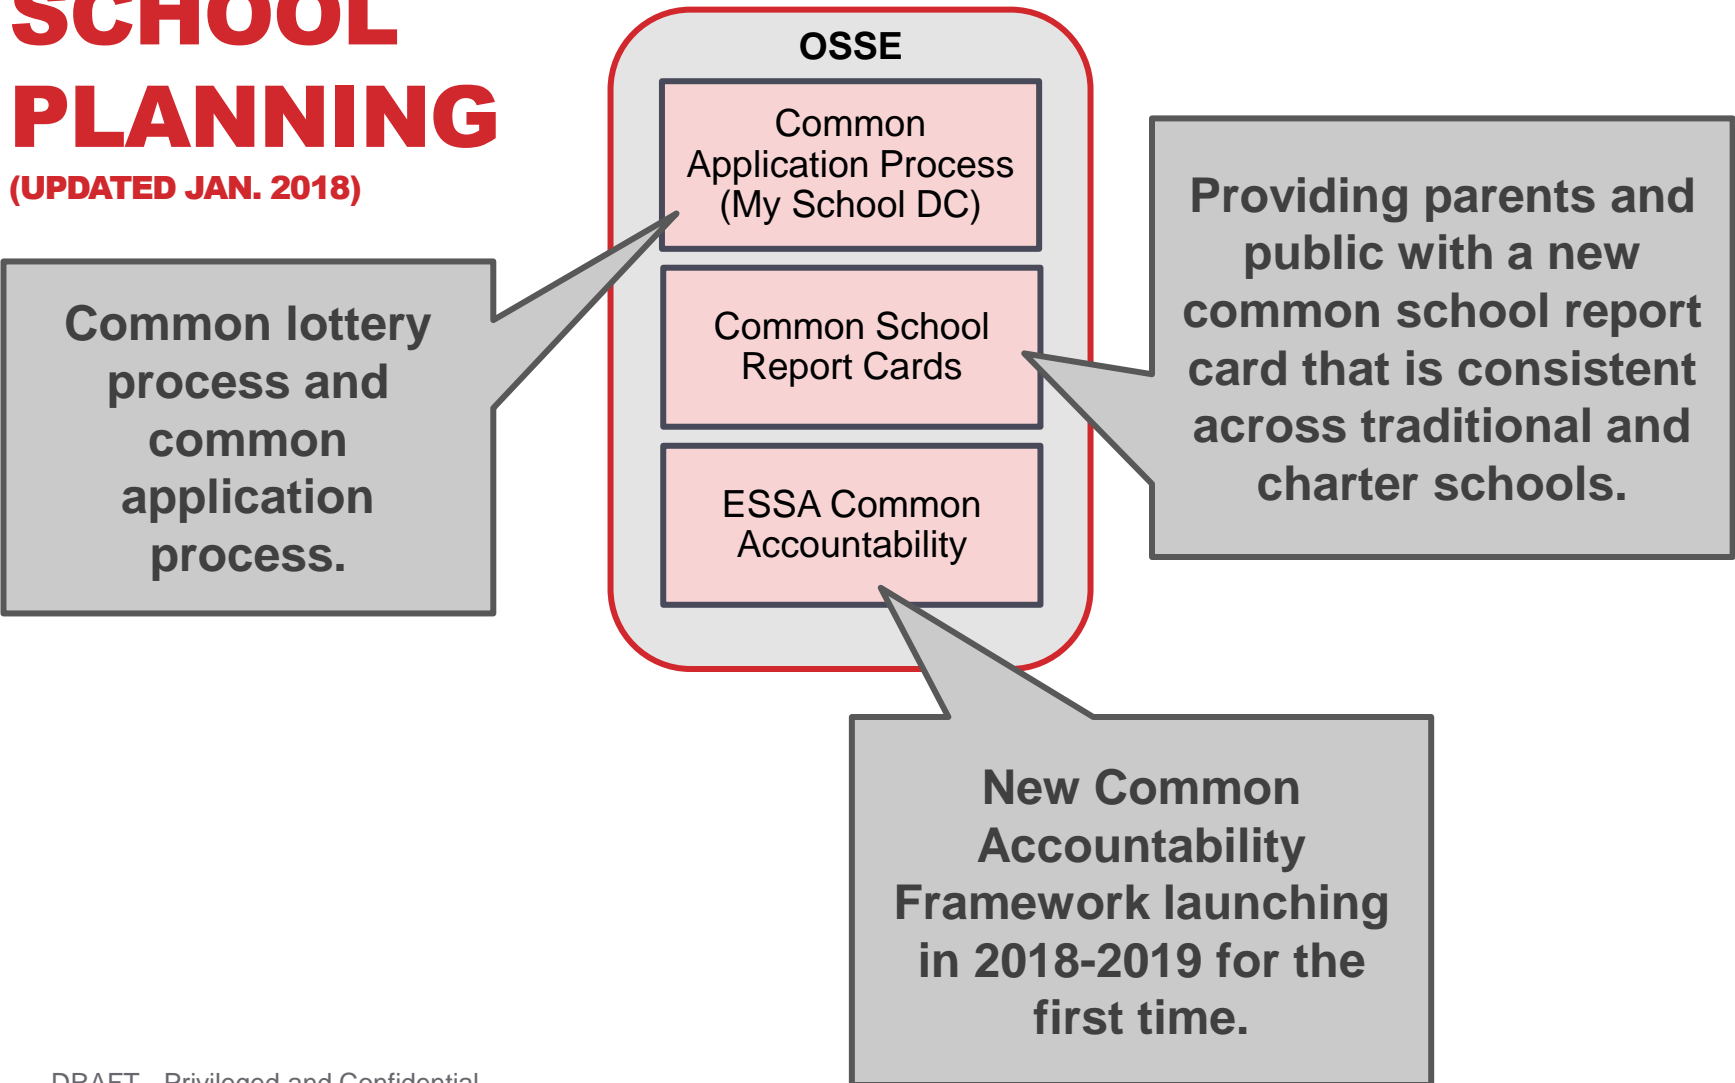 SCHOOL
PLANNING
(UPDATED JAN. 2018)
OSSE
Common
Application Process
(My School DC)
Common School
Report Cards
ESSA Common
Accountability
Common lottery
process and
common
application
process.
Providing parents and
public with a new
common school report
card that is consistent
across traditional and
charter schools.
New Common
Accountability
Framework launching
in 2018-2019 for the
first time.
DRAFT - Privileged and Confidential